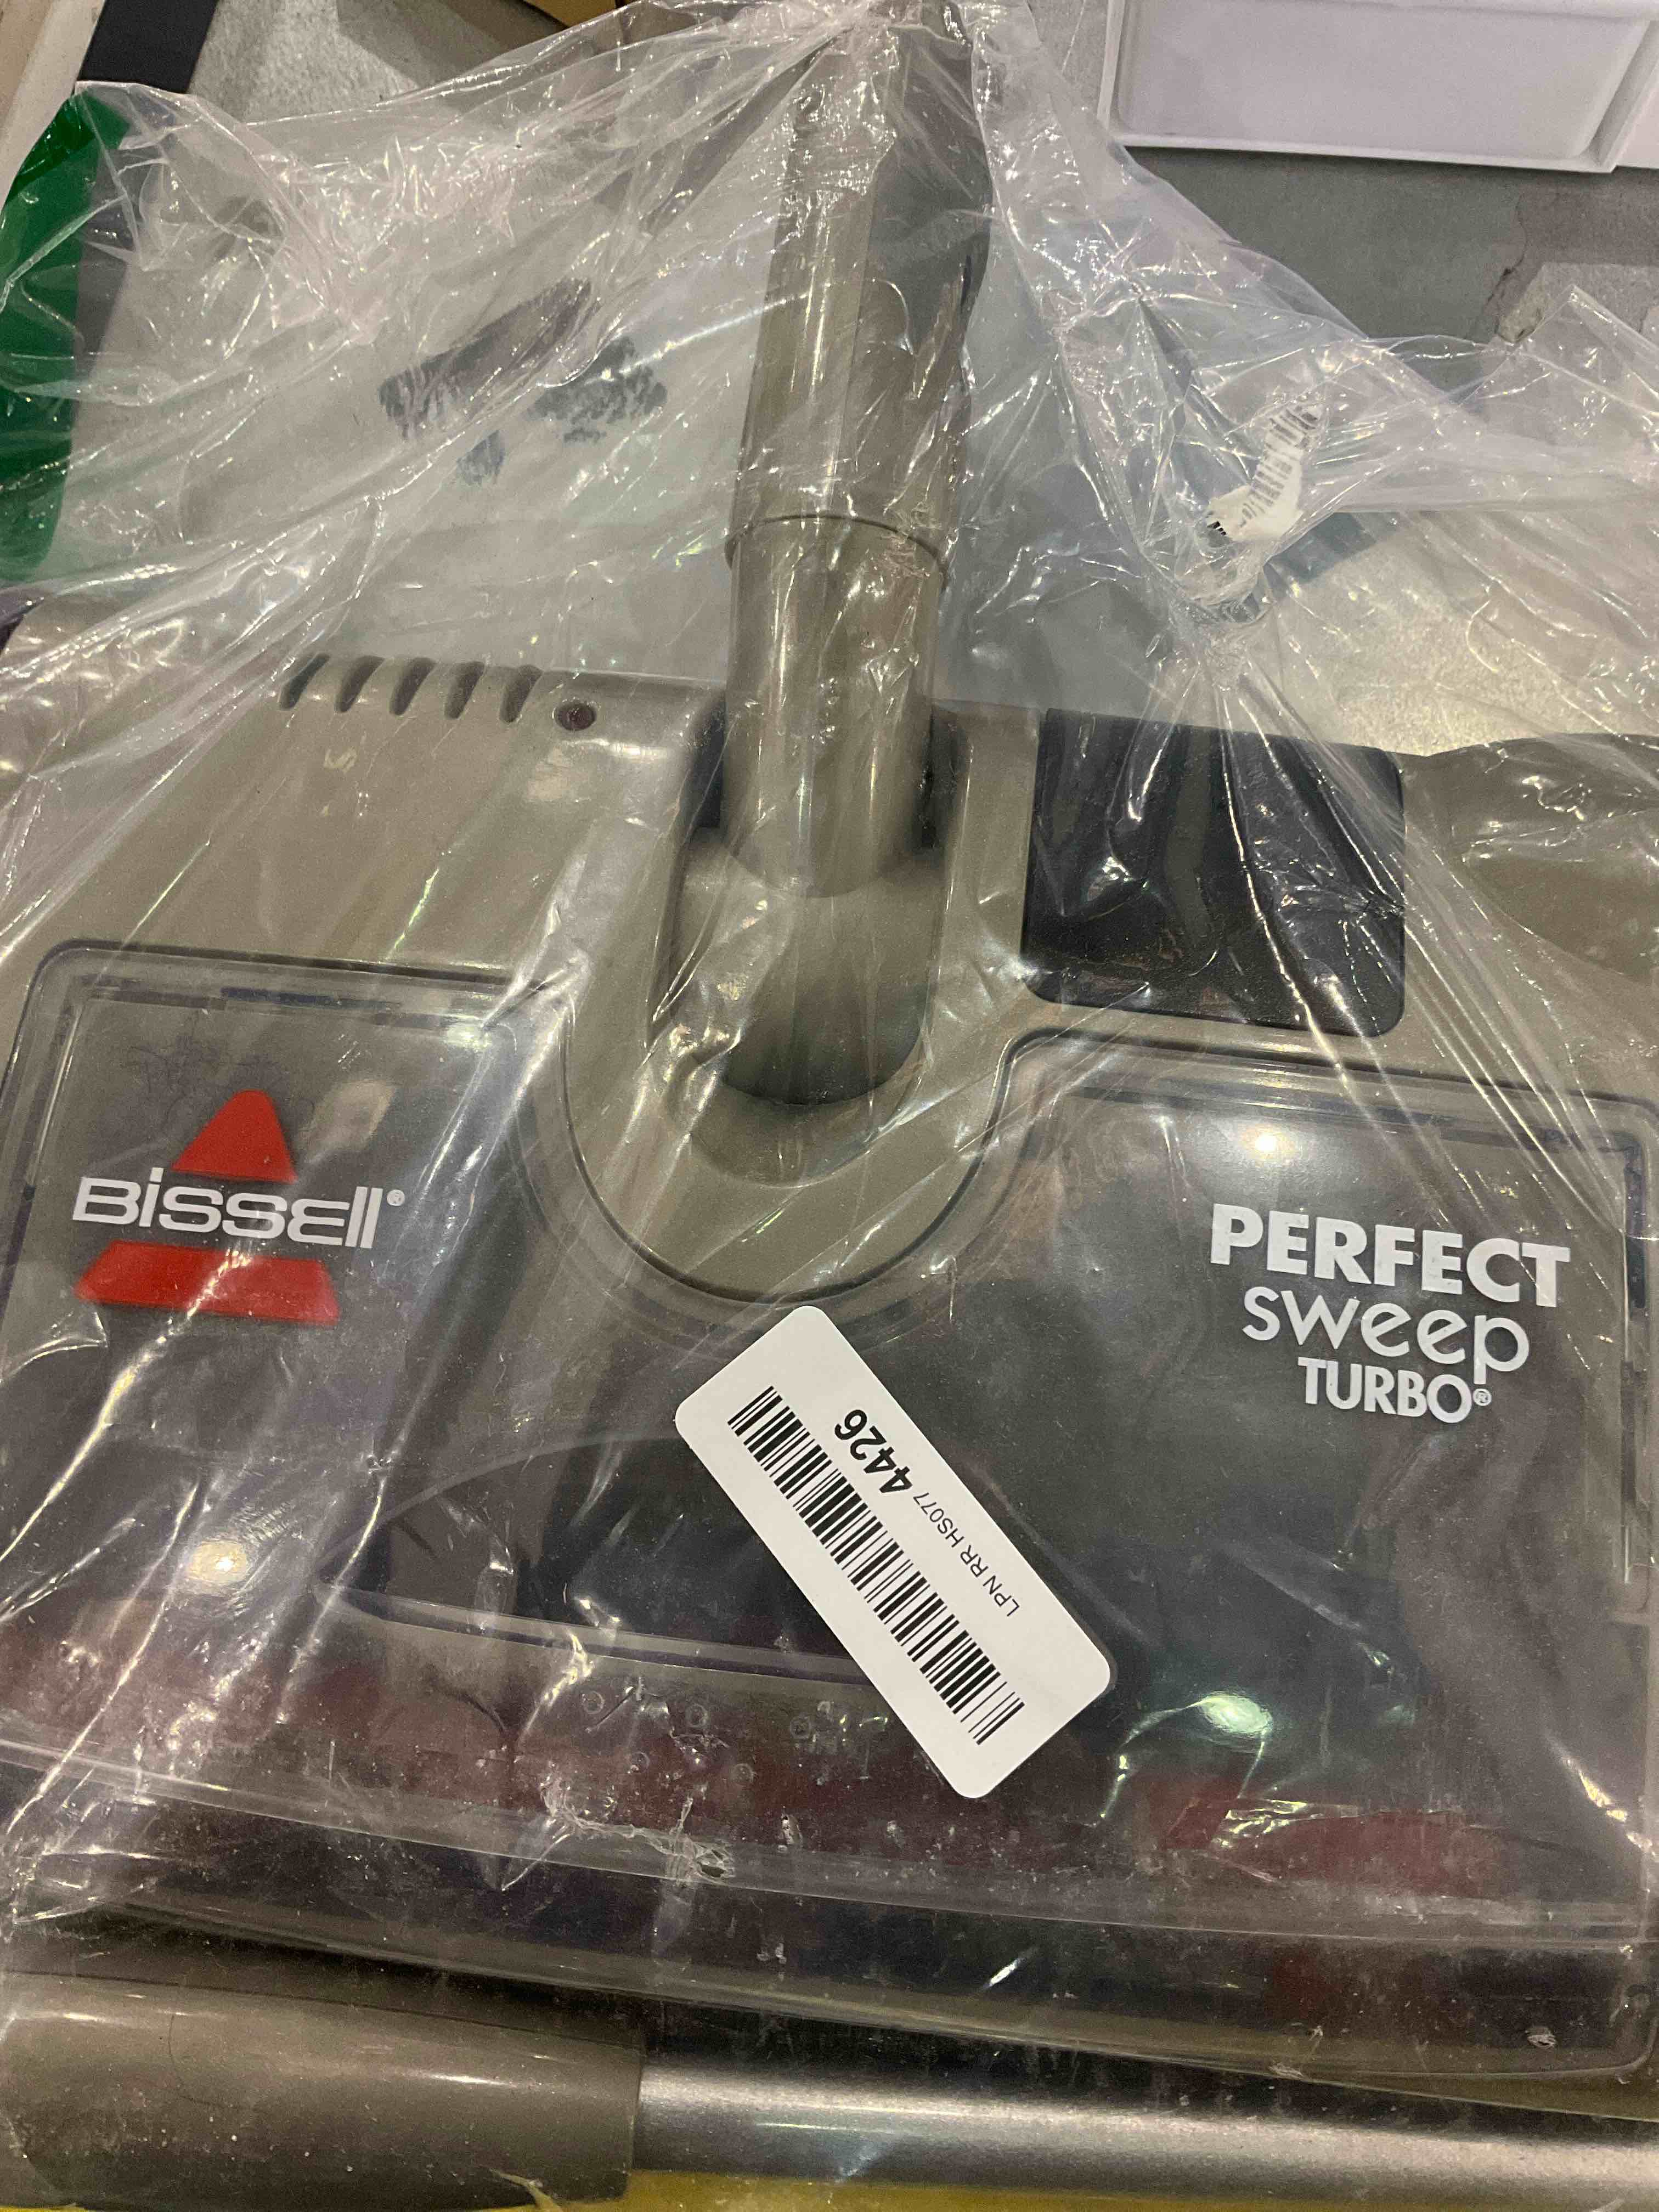 BISSELL®
PERFECT
sweep
TURBO®
LPN RR HS077 4426